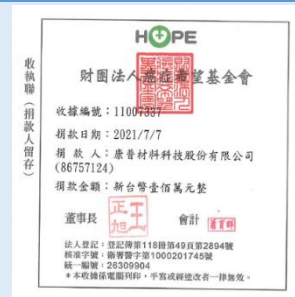 HOPE
財團法人癌症希望基金會
收執聯（捐款人留存）
收據編號：11007337
捐款日期：2021/7/7
捐款人：康普材料科技股份有限公司
(86757124)
捐款金額：新台幣壹佰萬元整
董事長 王正旭 會計
法人登記：登記簿第118冊第49頁第2894號
核准字號：衛署醫字第1000201745號
統一編號：26309904
*本收據係電腦列印，手寫或經塗改者一律無效。